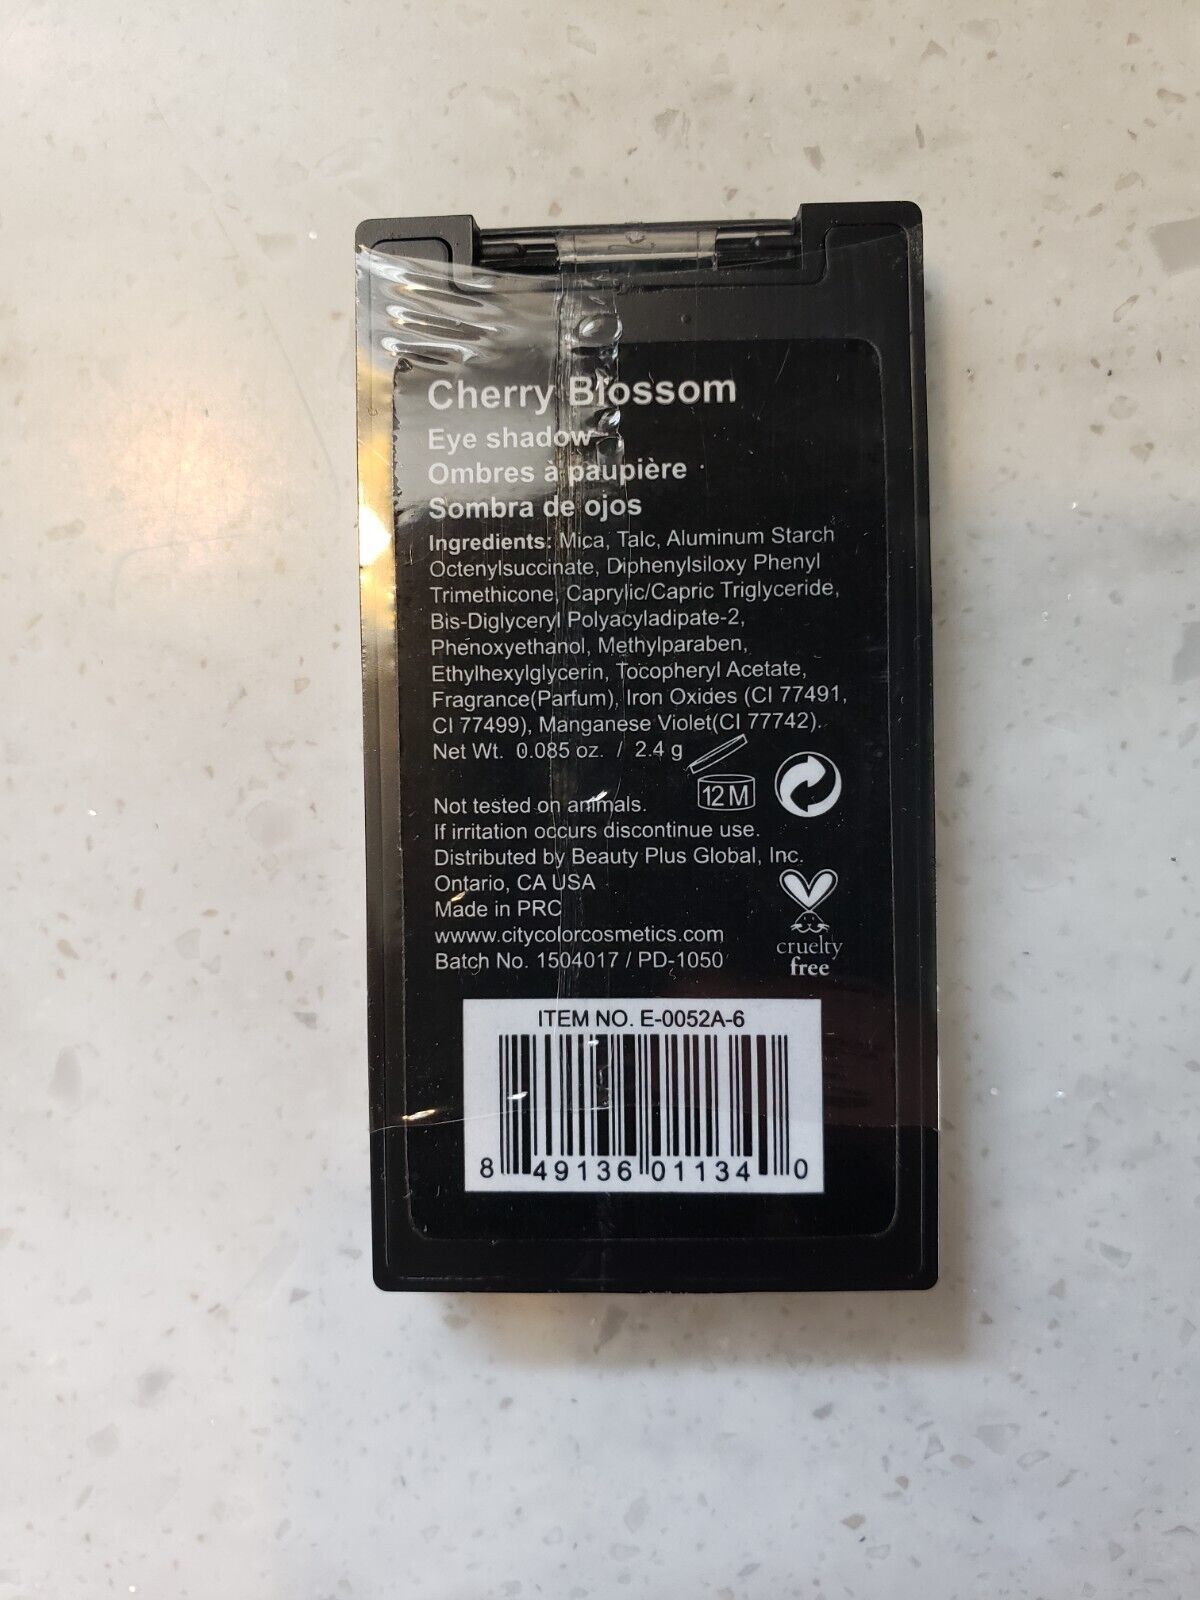 Cherry Blossom
Eye shadow
Ombres à paupière
Sombra de ojos
Ingredients: Mica, Talc, Aluminum Starch
Octenylsuccinate, Diphenylsiloxy Phenyl
Trimethicone, Caprylic/Capric Triglyceride,
Bis-Diglyceryl Polyacyladipate-2,
Phenoxyethanol, Methylparaben,
Ethylhexylglycerin, Tocopheryl Acetate,
Fragrance(Parfum), Iron Oxides (CI 77491,
CI 77499), Manganese Violet(CI 77742).
Net Wt. 0.085 oz. / 2.4 g
12 M
Not tested on animals.
If irritation occurs discontinue use.
Distributed by Beauty Plus Global, Inc.
Ontario, CA USA
Made in PRC
wwww.citycolorcosmetics.com
Batch No. 1504017 / PD-1050
cruelty
free
ITEM NO. E-0052A-6
8 49136 01134 0